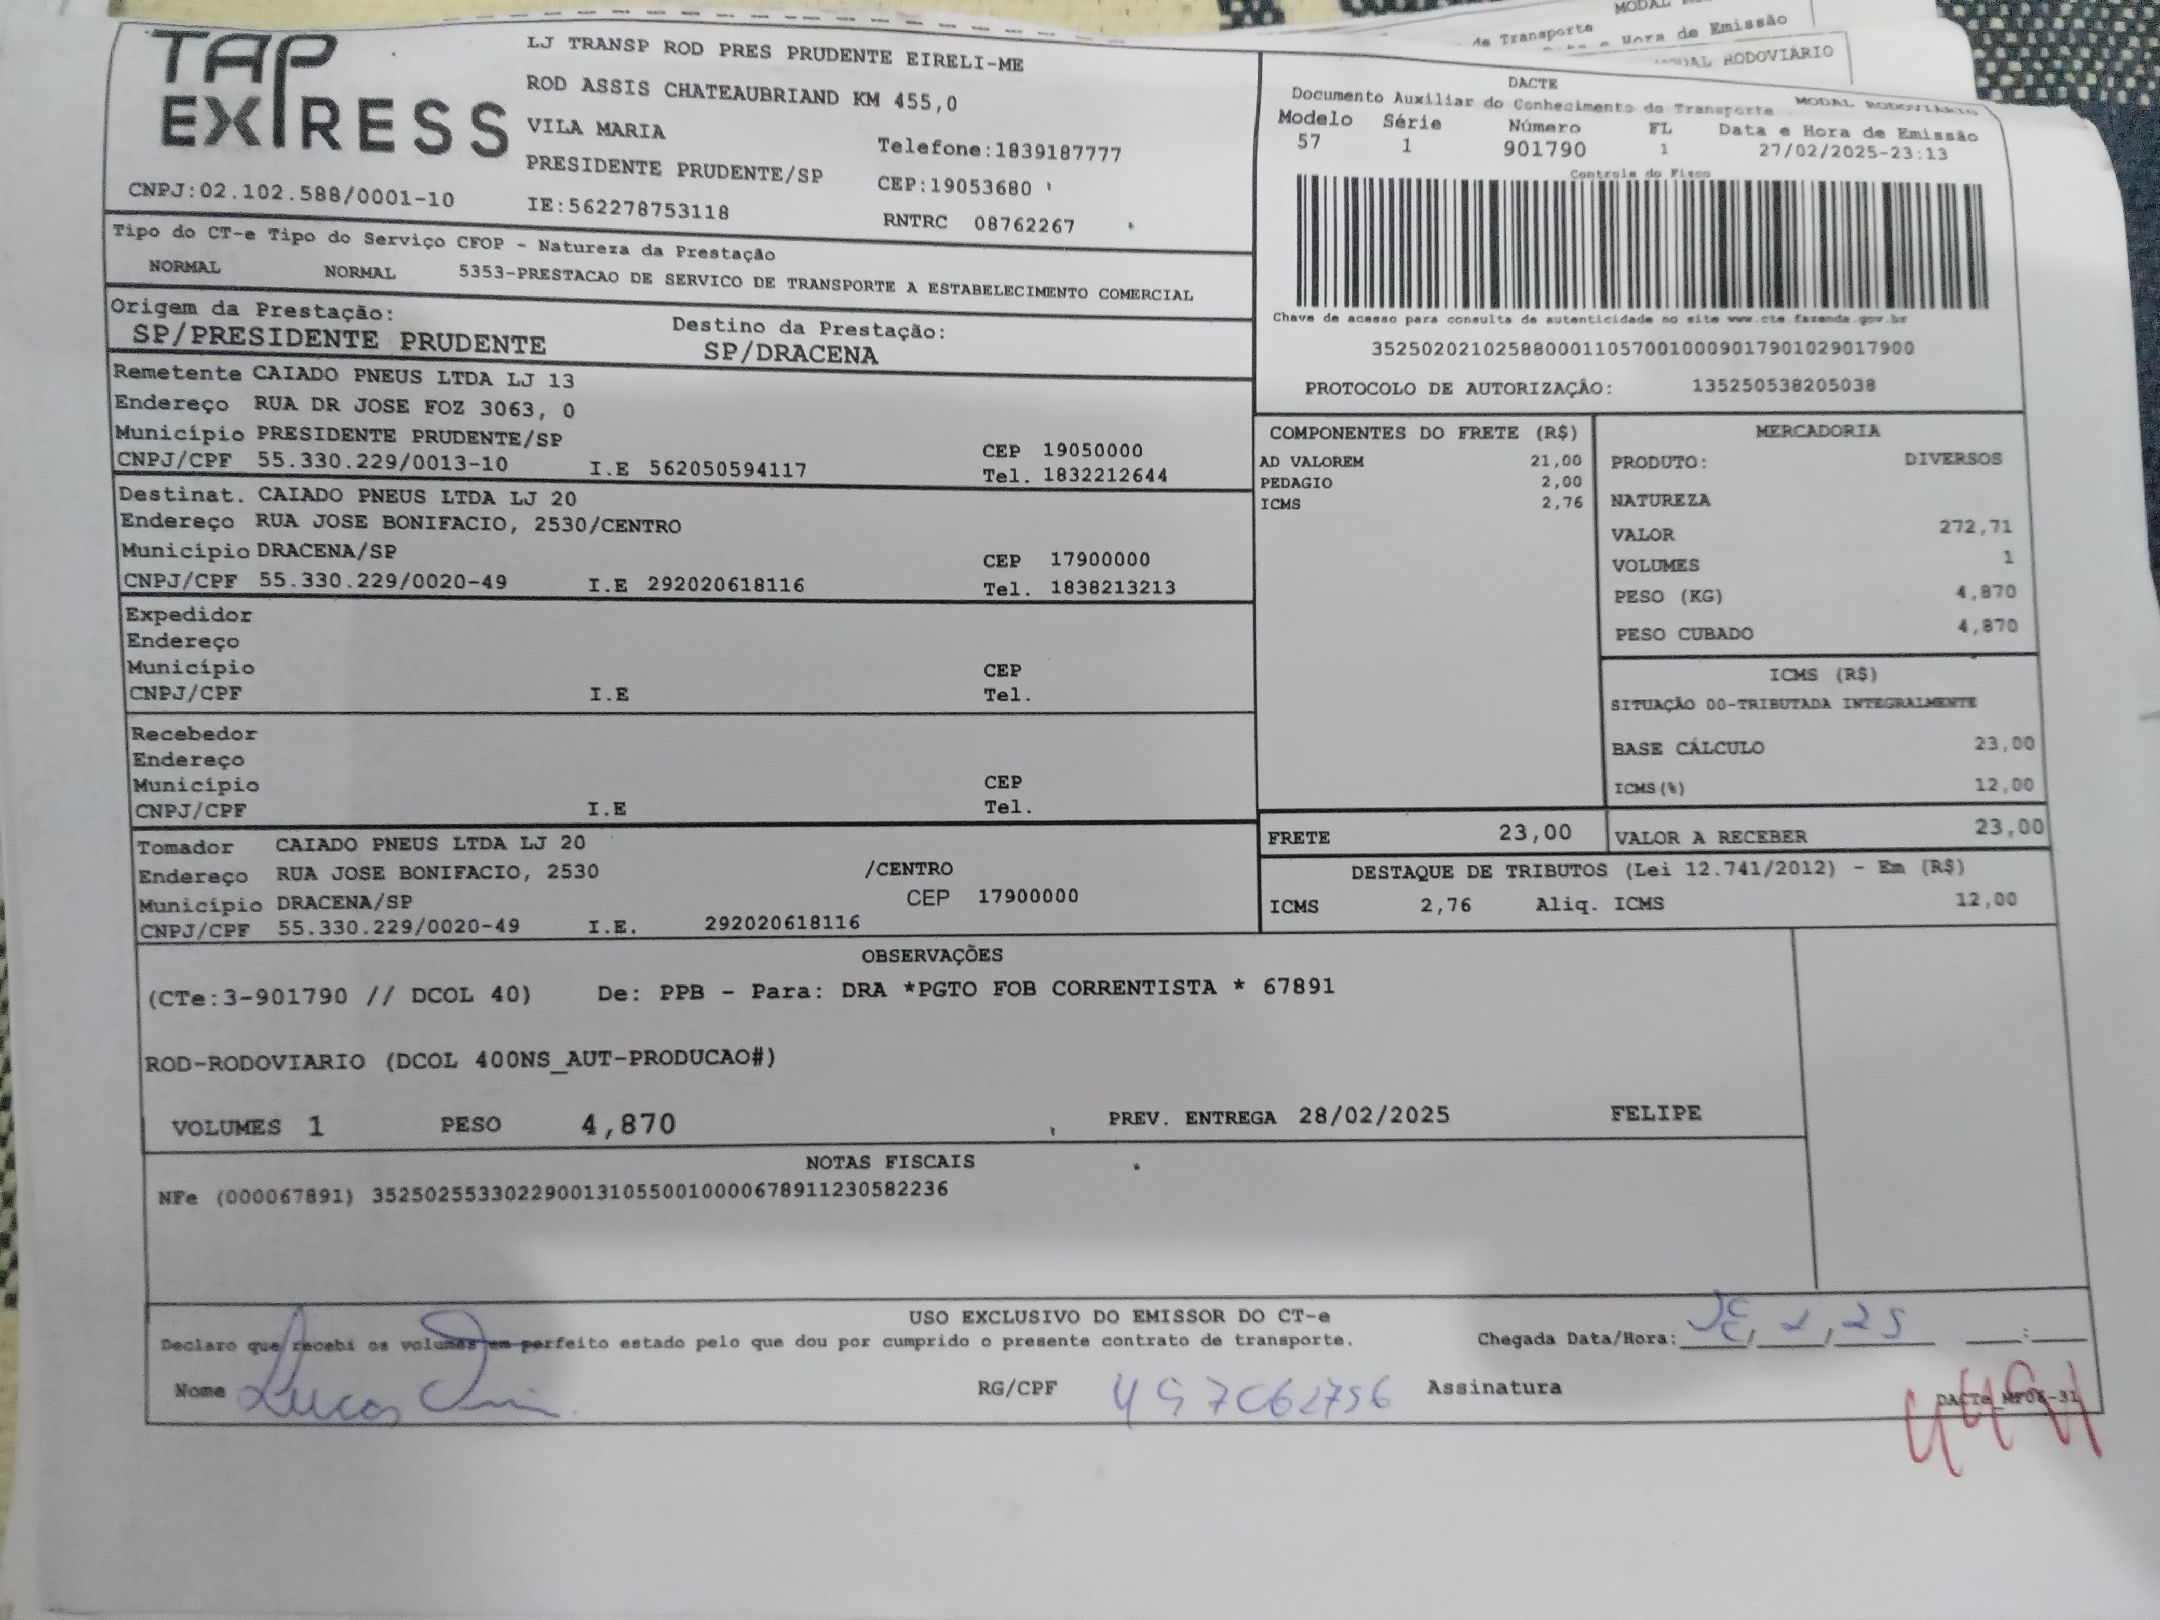 TAP EXPRESS
LJ TRANSP ROD PRES PRUDENTE EIRELI-ME
ROD ASSIS CHATEAUBRIAND KM 455,0
VILA MARIA
Telefone:1839187777
PRESIDENTE PRUDENTE/SP
CEP:19053680
CNPJ:02.102.588/0001-10
IE:562278753118
RNTRC 08762267
de Transporte
e Hora de Emissão
RODOVIÁRIO
DACTE
Documento Auxiliar do Conhecimento de Transporte MODAL RODOVIÁRIO
Modelo Série Número FL Data e Hora de Emissão
57 1 901790 1 27/02/2025-23:13
Controle do Fisco
Chave de acesso para consulta de autenticidade no site www.cte.fazenda.gov.br
35250202102588000110570010009017901029017900
PROTOCOLO DE AUTORIZAÇÃO: 135250538205038
Tipo do CT-e Tipo do Serviço CFOP - Natureza da Prestação
NORMAL NORMAL 5353-PRESTACAO DE SERVICO DE TRANSPORTE A ESTABELECIMENTO COMERCIAL
Origem da Prestação: Destino da Prestação:
SP/PRESIDENTE PRUDENTE SP/DRACENA
Remetente CAIADO PNEUS LTDA LJ 13
Endereço RUA DR JOSE FOZ 3063, 0
Município PRESIDENTE PRUDENTE/SP CEP 19050000
CNPJ/CPF 55.330.229/0013-10 I.E 562050594117 Tel. 1832212644
Destinat. CAIADO PNEUS LTDA LJ 20
Endereço RUA JOSE BONIFACIO, 2530/CENTRO
Município DRACENA/SP CEP 17900000
CNPJ/CPF 55.330.229/0020-49 I.E 292020618116 Tel. 1838213213
Expedidor
Endereço
Município CEP
CNPJ/CPF I.E Tel.
Recebedor
Endereço
Município CEP
CNPJ/CPF I.E Tel.
Tomador CAIADO PNEUS LTDA LJ 20
Endereço RUA JOSE BONIFACIO, 2530 /CENTRO
Município DRACENA/SP CEP 17900000
CNPJ/CPF 55.330.229/0020-49 I.E. 292020618116
COMPONENTES DO FRETE (R$)
AD VALOREM 21,00
PEDAGIO 2,00
ICMS 2,76
MERCADORIA
PRODUTO: DIVERSOS
NATUREZA
VALOR 272,71
VOLUMES 1
PESO (KG) 4,870
PESO CUBADO 4,870
ICMS (R$)
SITUAÇÃO 00-TRIBUTADA INTEGRALMENTE
BASE CÁLCULO 23,00
ICMS(%) 12,00
FRETE 23,00 VALOR A RECEBER 23,00
DESTAQUE DE TRIBUTOS (Lei 12.741/2012) - Em (R$)
ICMS 2,76 Aliq. ICMS 12,00
OBSERVAÇÕES
(CTe:3-901790 // DCOL 40) De: PPB - Para: DRA *PGTO FOB CORRENTISTA * 67891
ROD-RODOVIARIO (DCOL 400NS_AUT-PRODUCAO#)
VOLUMES 1 PESO 4,870 PREV. ENTREGA 28/02/2025 FELIPE
NOTAS FISCAIS
NFe (000067891) 35250255330229001310550010000678911230582236
USO EXCLUSIVO DO EMISSOR DO CT-e
Declaro que recebi os volumes em perfeito estado pelo que dou por cumprido o presente contrato de transporte.
Chegada Data/Hora:
Nome Lucas RG/CPF Assinatura